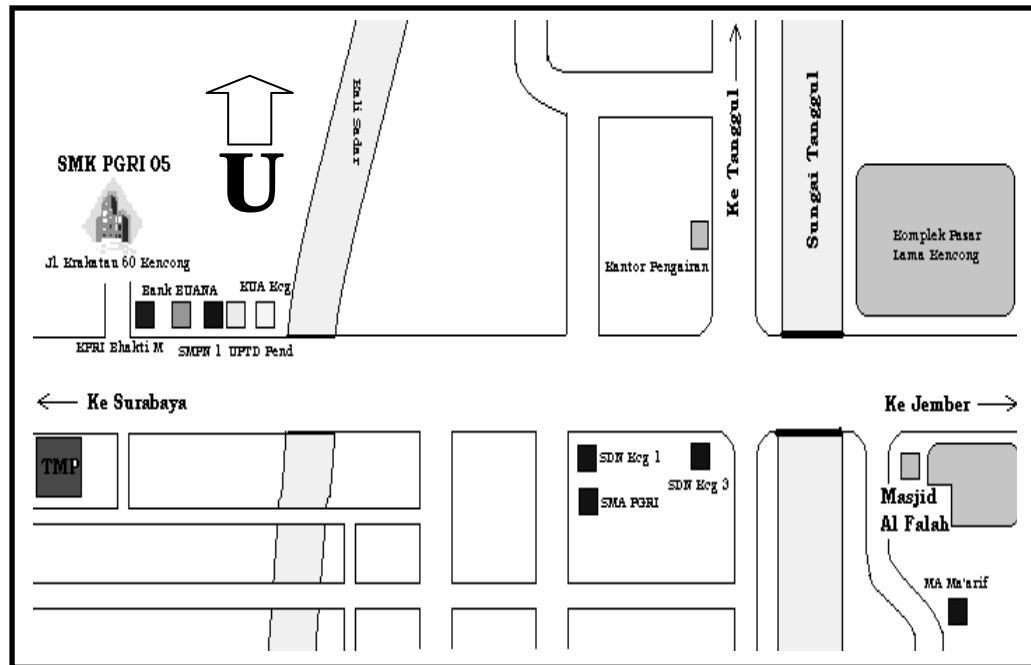 Ke Tanggul
Sungai Tanggul
Kali Sadar
U
SMK PGRI 05
Jl Krakatau 60 Kencong
Komplek Pasar
Lama Kencong
Kantor Pengairan
Bank BUANA
KUA Kcg
KPRI Bhakti M
SMPN 1
UPTD Pend
Ke Surabaya
Ke Jember
TMP
SDN Kcg 1
SDN Kcg 3
SMA PGRI
Masjid
Al Falah
MA Ma'arif